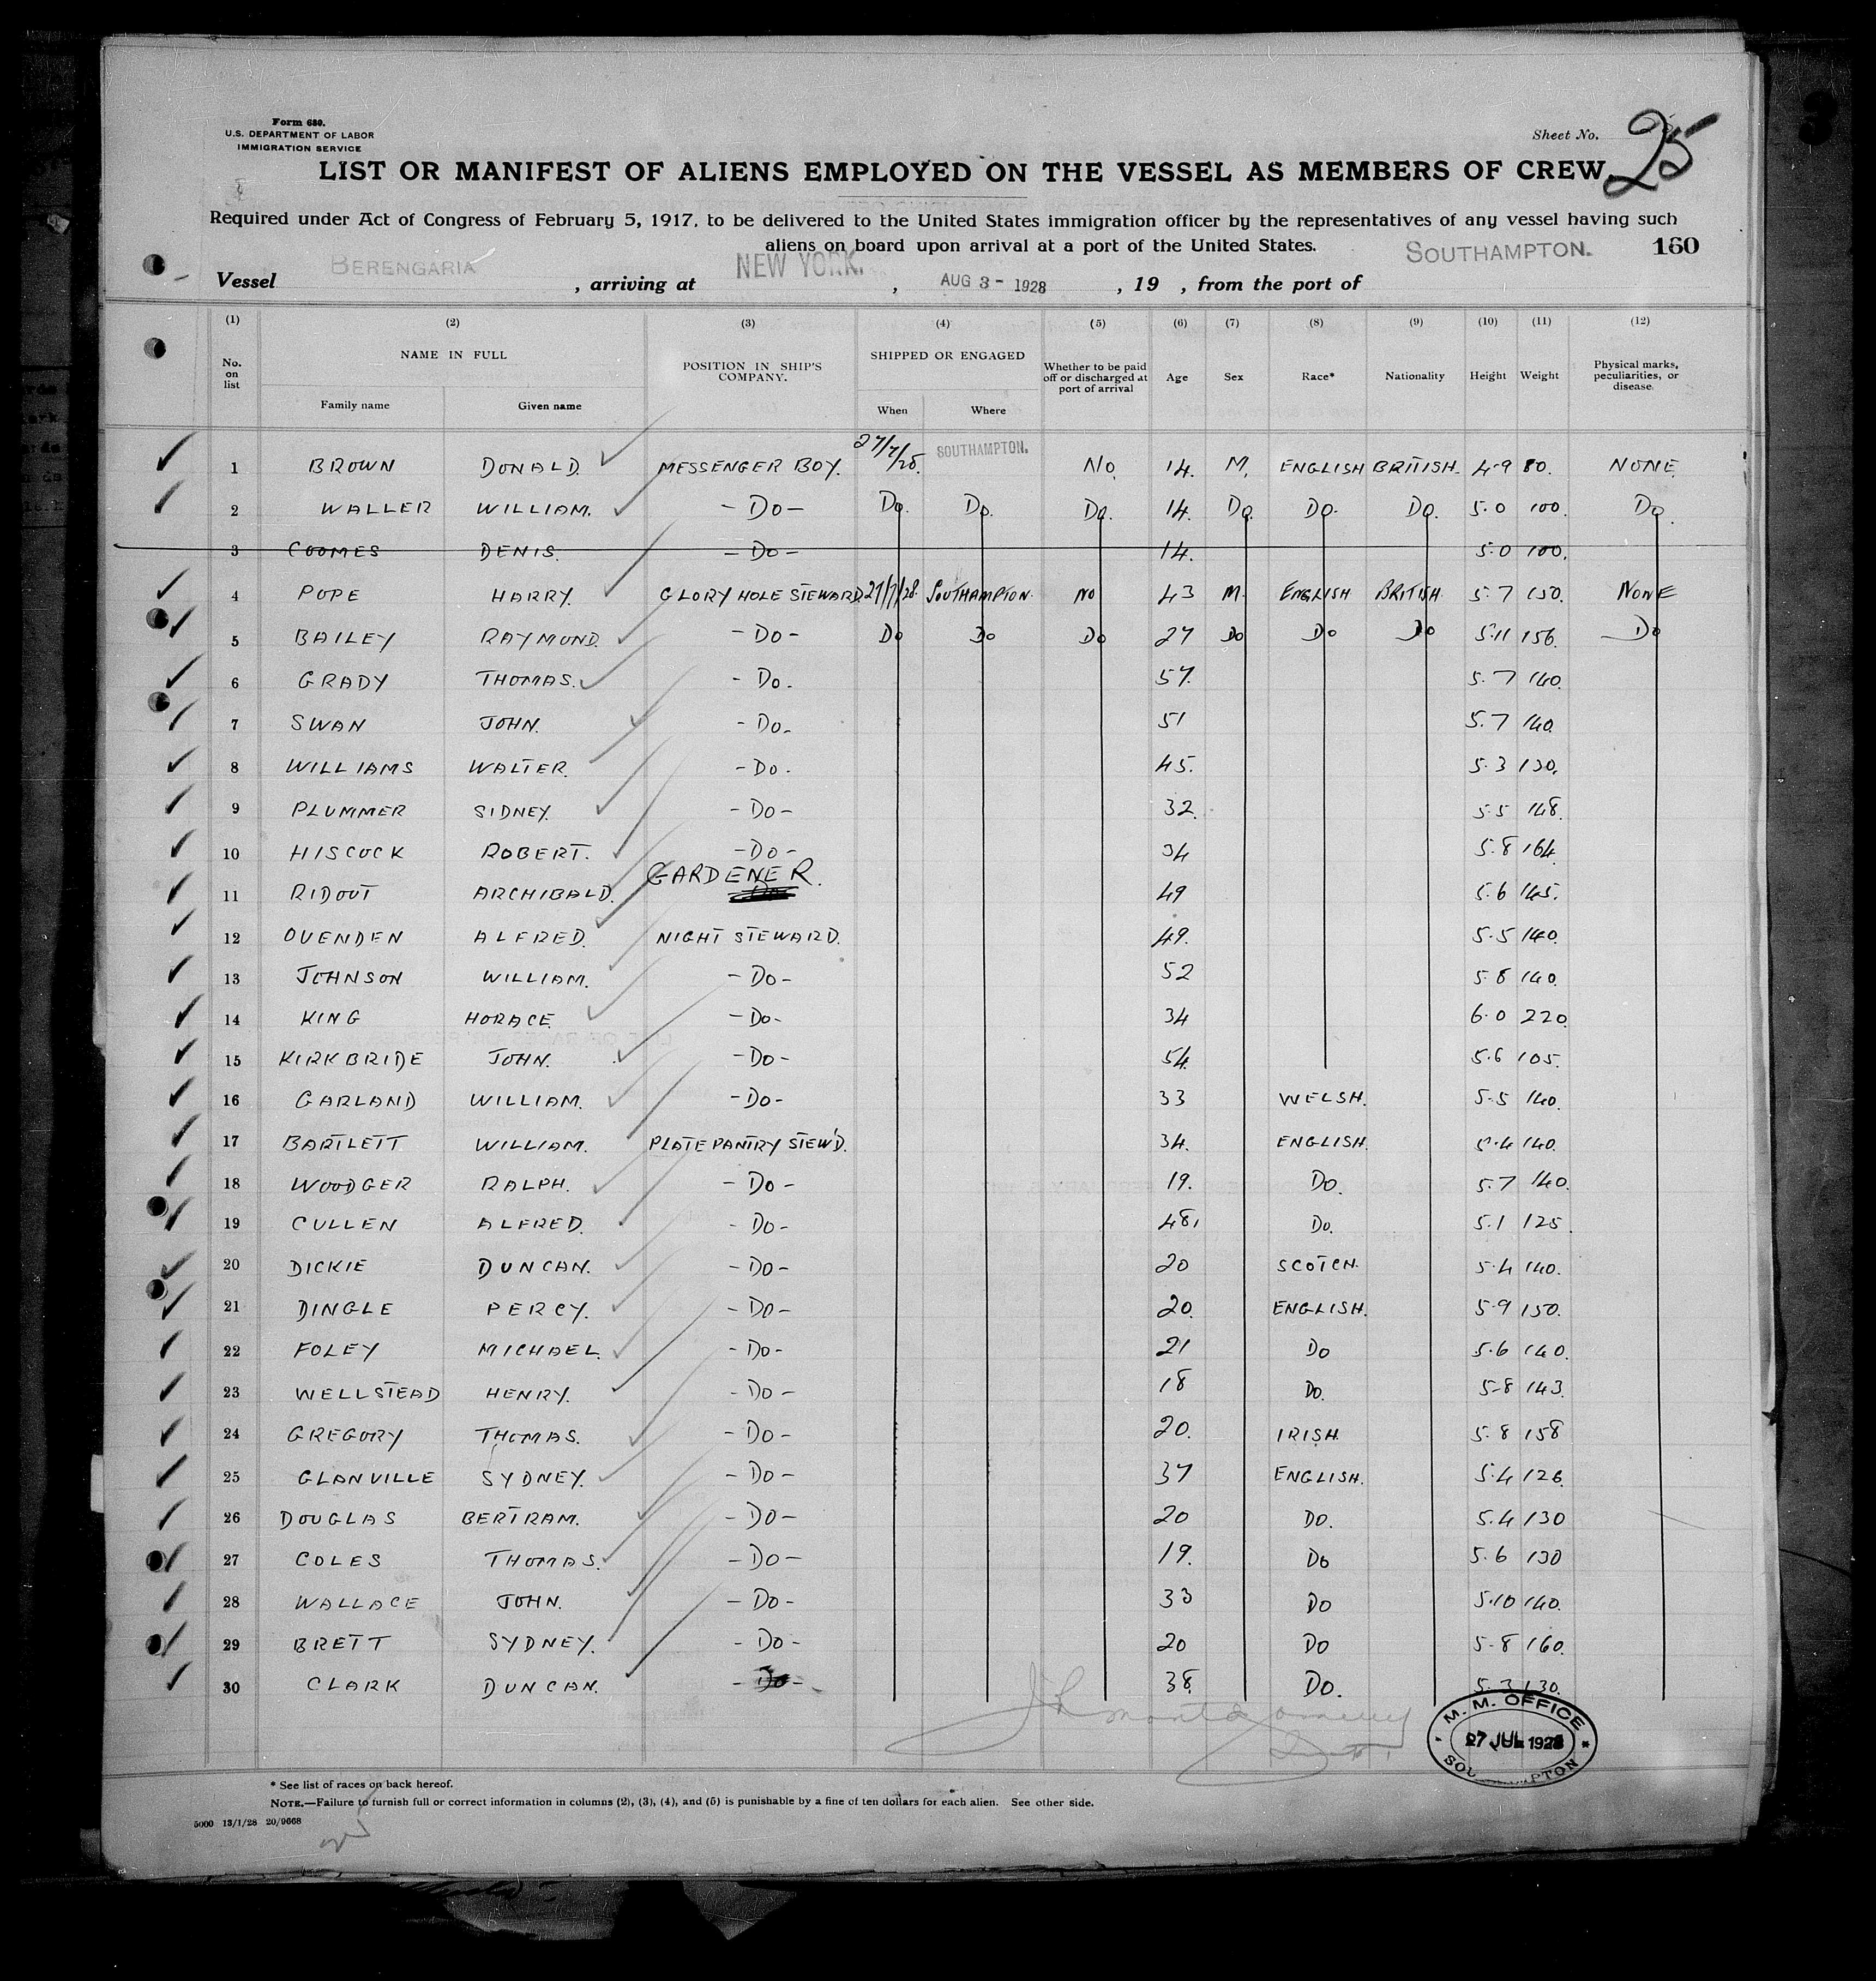 Form 680.
U.S. DEPARTMENT OF LABOR
IMMIGRATION SERVICE
Sheet No. 25
LIST OR MANIFEST OF ALIENS EMPLOYED ON THE VESSEL AS MEMBERS OF CREW
Required under Act of Congress of February 5, 1917, to be delivered to the United States immigration officer by the representatives of any vessel having such
aliens on board upon arrival at a port of the United States.
160
Vessel BERENGARIA, arriving at NEW YORK., AUG 3 - 1928, 19 , from the port of SOUTHAMPTON.
(1) (2) (3) (4) (5) (6) (7) (8) (9) (10) (11) (12)
No. on list NAME IN FULL POSITION IN SHIP'S COMPANY. SHIPPED OR ENGAGED Whether to be paid off or discharged at port of arrival Age Sex Race* Nationality Height Weight Physical marks, peculiarities, or disease.
Family name Given name When Where
1 BROWN DONALD. MESSENGER BOY. 27/7/28. SOUTHAMPTON. No. 14. M. ENGLISH BRITISH. 4-9 80. NONE.
2 WALLER WILLIAM. - Do - Do. Do. Do. 14. Do. Do. Do. 5.0 100. Do.
3 COOMES DENIS. - Do - 14. 5.0 100.
4 POPE HARRY. GLORY HOLE STEWARD. 27/7/28. SOUTHAMPTON. No 43 M. ENGLISH BRITISH. 5.7 150. NONE
5 BAILEY RAYMOND. - Do - Do Do Do 27 Do Do Do 5.11 156. Do
6 GRADY THOMAS. - Do. 57. 5.7 140.
7 SWAN JOHN. - Do. 51 5.7 140.
8 WILLIAMS WALTER. - Do. 45. 5.3 130.
9 PLUMMER SIDNEY. - Do - 32. 5.5 148.
10 HISCOCK ROBERT. - Do - 34 5.8 164.
11 RIDOUT ARCHIBALD. GARDENER. 49 5.6 145.
12 OVENDEN ALFRED. NIGHT STEWARD. 49. 5.5 140.
13 JOHNSON WILLIAM. - Do - 52 5.8 140.
14 KING HORACE. - Do - 34 6.0 220.
15 KIRKBRIDE JOHN. - Do - 54. 5.6 105.
16 GARLAND WILLIAM. - Do - 33 WELSH. 5.5 140.
17 BARTLETT WILLIAM. PLATE PANTRY STEW'D. 34. ENGLISH. 5.4 140.
18 WOODGER RALPH. - Do - 19. Do. 5.7 140.
19 CULLEN ALFRED. - Do - 48. Do. 5.1 125.
20 DICKIE DUNCAN. - Do - 20 SCOTCH. 5.4 140.
21 DINGLE PERCY. - Do - 20. ENGLISH. 5.9 150.
22 FOLEY MICHAEL. - Do - 21 Do 5.6 140.
23 WELLSTEAD HENRY. - Do - 18 Do. 5-8 143.
24 GREGORY THOMAS. - Do - 20. IRISH. 5.8 158
25 GLANVILLE SYDNEY. - Do - 37 ENGLISH. 5.4 126.
26 DOUGLAS BERTRAM. - Do - 20 Do. 5.4 130
27 COLES THOMAS. - Do - 19. Do 5.6 130
28 WALLACE JOHN. - Do - 33 Do 5.10 140.
29 BRETT SYDNEY. - Do - 20 Do 5-8 160.
30 CLARK DUNCAN. - Do - 38. Do. 5.3 130.
M. M. OFFICE
27 JUL 1928
SOUTHAMPTON
* See list of races on back hereof.
NOTE.—Failure to furnish full or correct information in columns (2), (3), (4), and (5) is punishable by a fine of ten dollars for each alien. See other side.
5000 13/1/28 20/9668